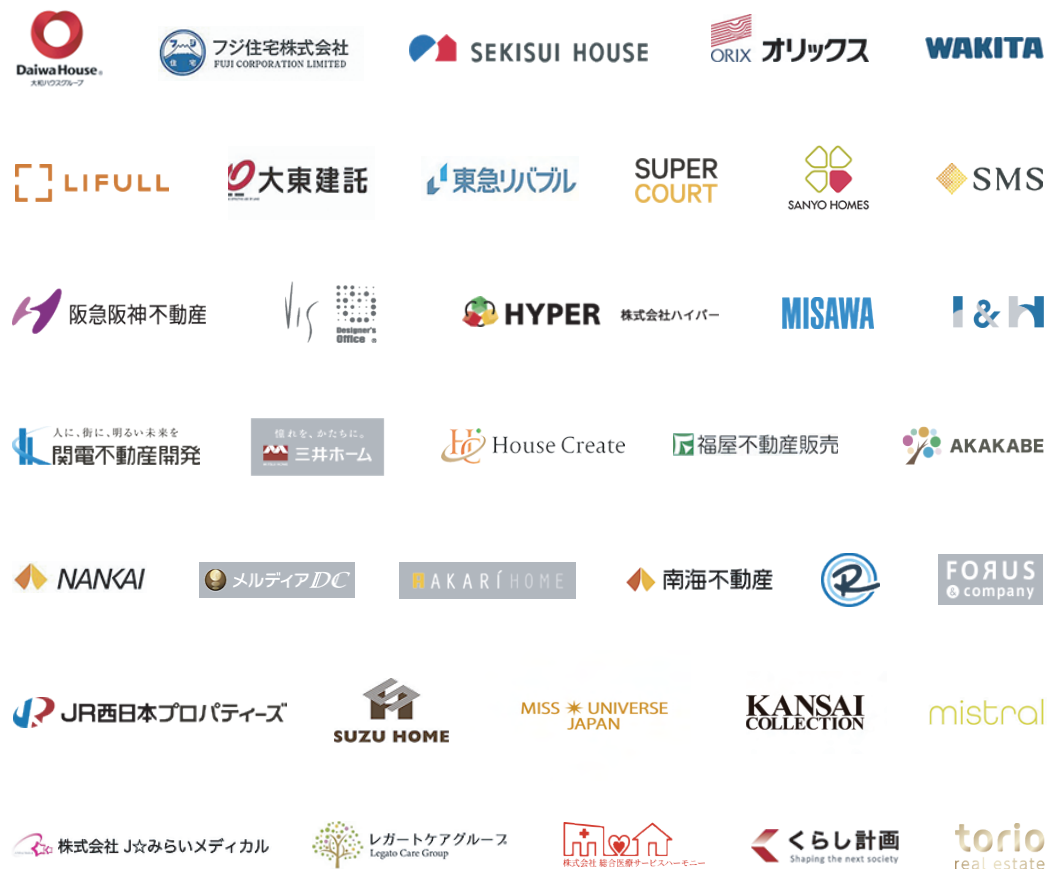 Daiwa House®
大和ハウスグループ
フジ住宅株式会社
住宅
FUJI CORPORATION LIMITED
SEKISUI HOUSE
ORIX オリックス
WAKITA
LIFULL
大東建託
東急リバブル
SUPER
COURT
SANYO HOMES
SMS
阪急阪神不動産
VIS
Designer's
Office
HYPER 株式会社ハイパー
MISAWA
I&H
人に、街に、明るい未来を
関電不動産開発
憧れを、かたちに。
三井ホーム
House Create
福屋不動産販売
AKAKABE
NANKAI
メルディアDC
AKARÍHOME
南海不動産
R
FOЯUS
& company
JR西日本プロパティーズ
SUZU HOME
MISS UNIVERSE
JAPAN
KANSAI
COLLECTION
mistral
株式会社 J☆みらいメディカル
レガートケアグループ
Legato Care Group
株式会社 総合医療サービスハーモニー
くらし計画
Shaping the next society
torio
real estate